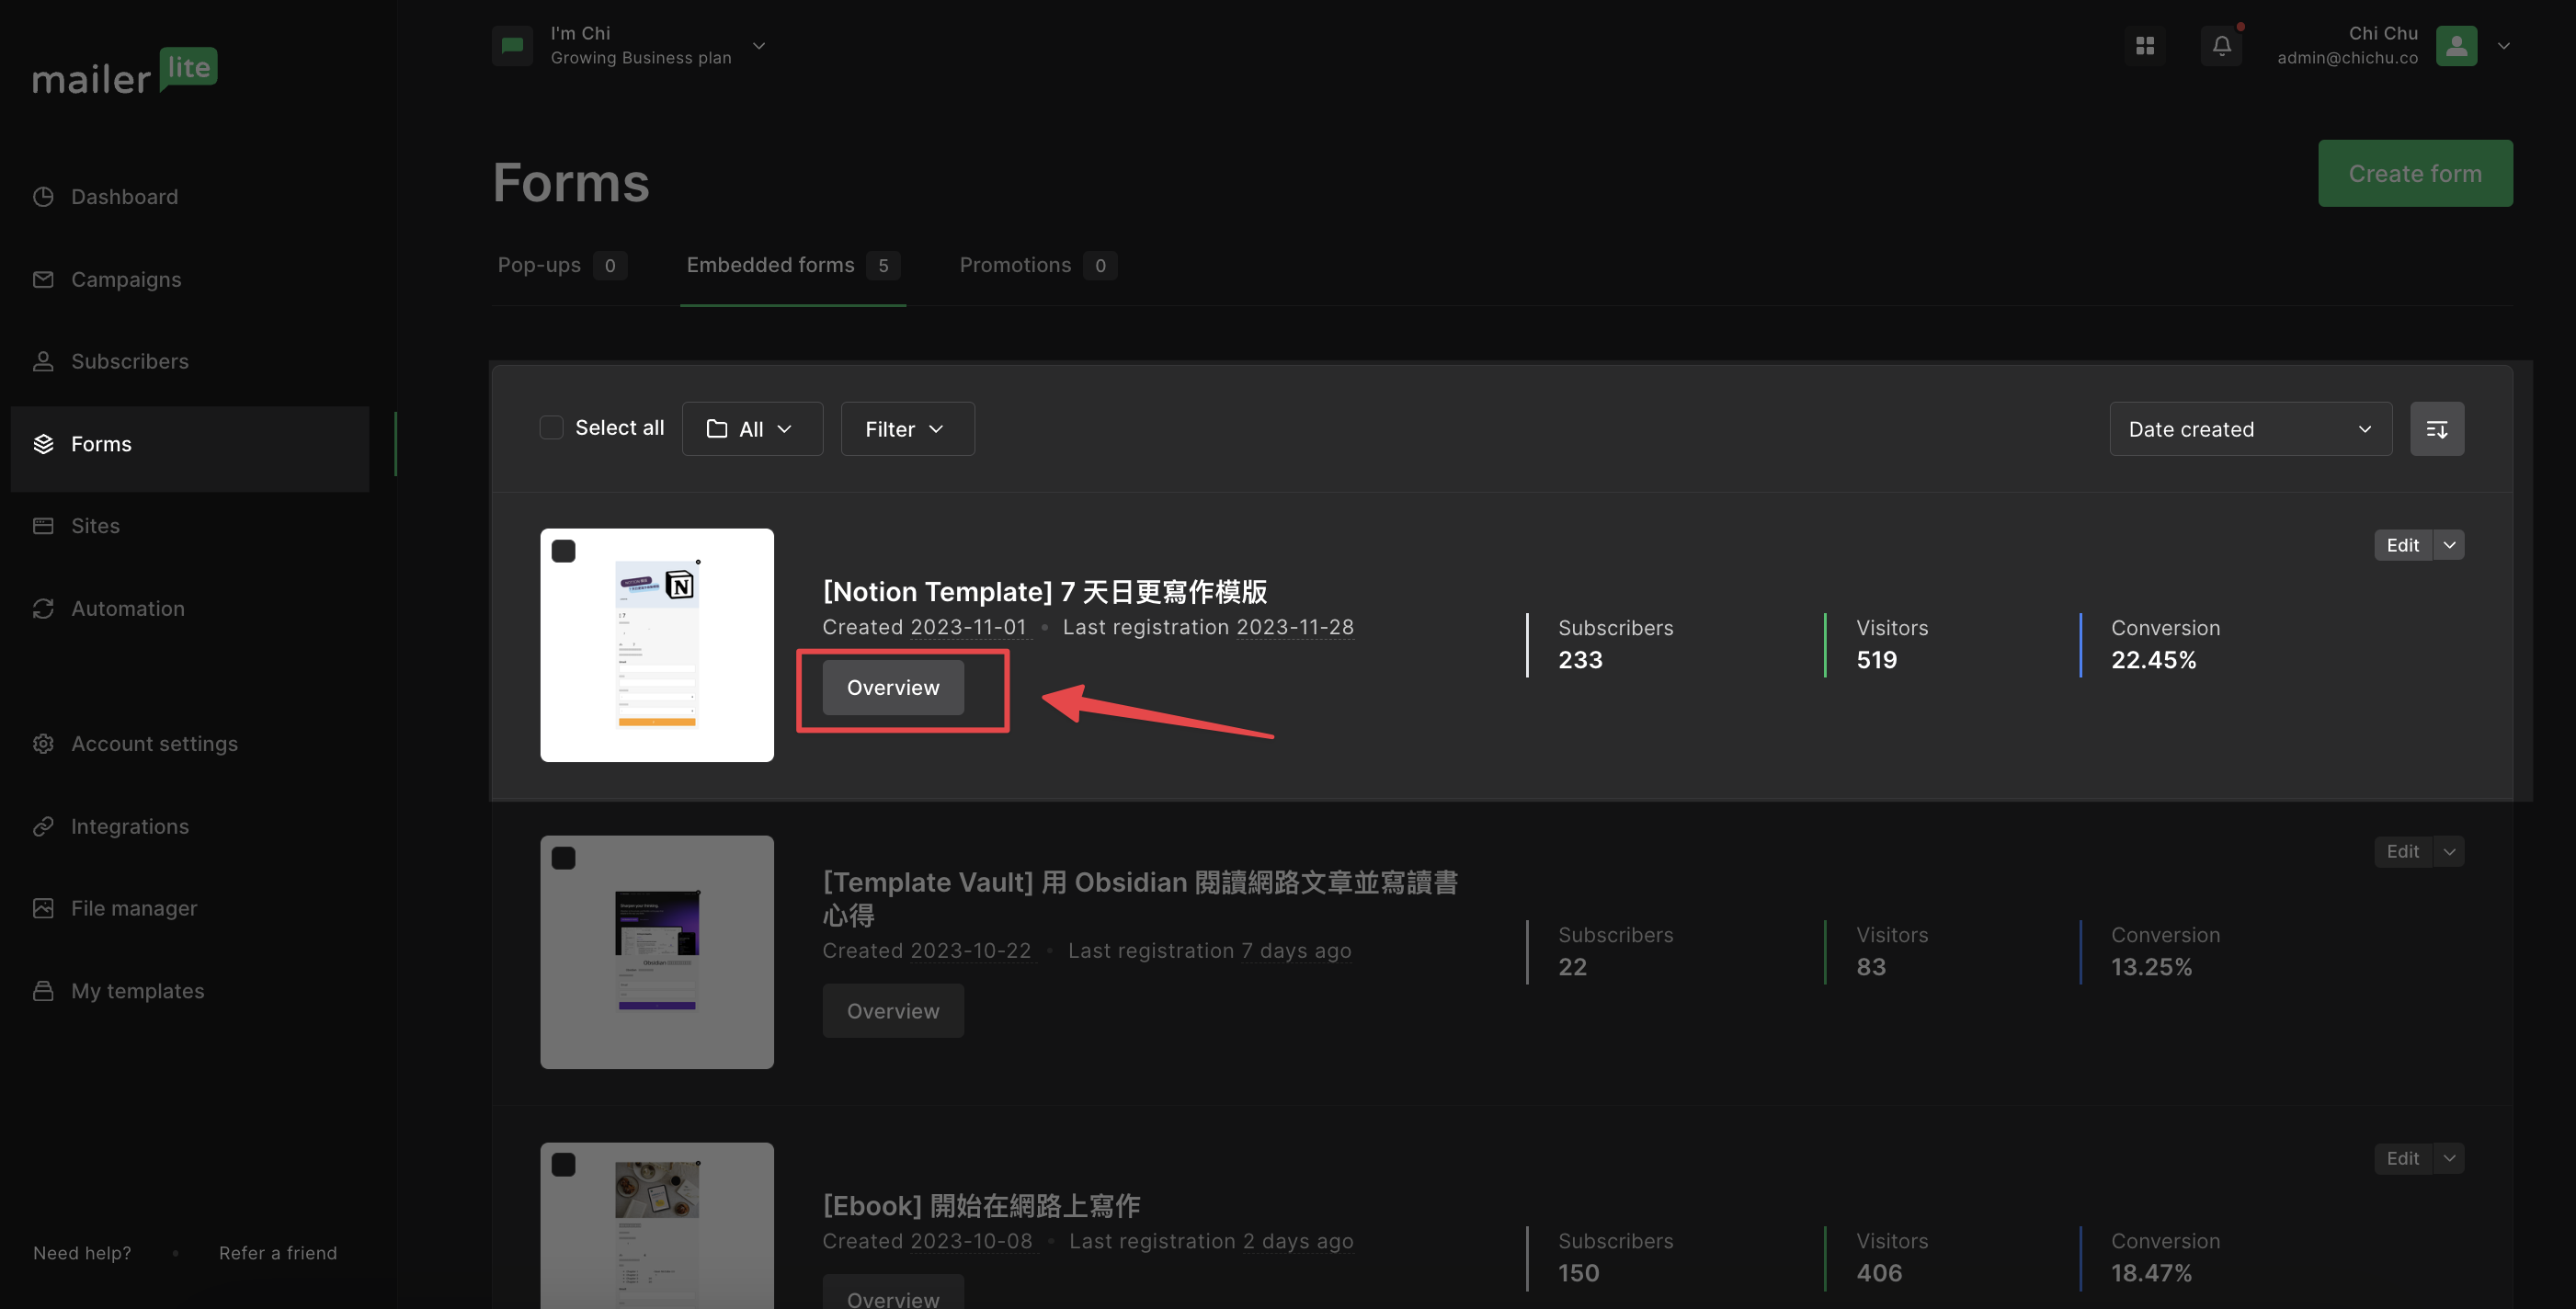 mailer lite
I'm Chi
Growing Business plan
Chi Chu
admin@chichu.co
Dashboard
Campaigns
Subscribers
Forms
Sites
Automation
Account settings
Integrations
File manager
My templates
Need help?
Refer a friend
Forms
Create form
Pop-ups 0
Embedded forms 5
Promotions 0
Select all
All
Filter
Date created
Edit
[Notion Template] 7 天日更寫作模版
Created 2023-11-01 • Last registration 2023-11-28
Overview
Subscribers
233
Visitors
519
Conversion
22.45%
Edit
[Template Vault] 用 Obsidian 閱讀網路文章並寫讀書
心得
Created 2023-10-22 • Last registration 7 days ago
Overview
Subscribers
22
Visitors
83
Conversion
13.25%
Edit
[Ebook] 開始在網路上寫作
Created 2023-10-08 • Last registration 2 days ago
Overview
Subscribers
150
Visitors
406
Conversion
18.47%